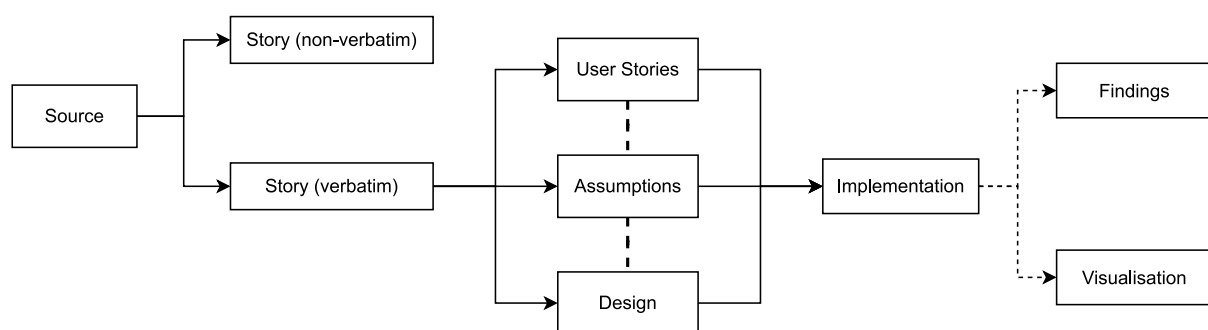 Source
Story (non-verbatim)
Story (verbatim)
User Stories
Assumptions
Design
Implementation
Findings
Visualisation